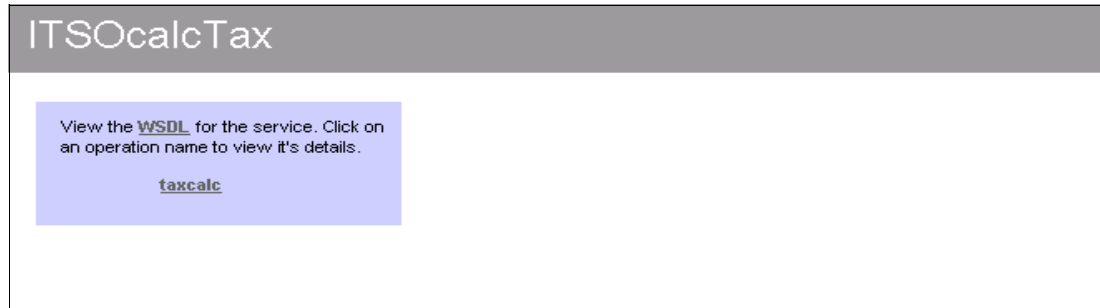 ITSOcalcTax
View the WSDL for the service. Click on
an operation name to view it's details.
taxcalc